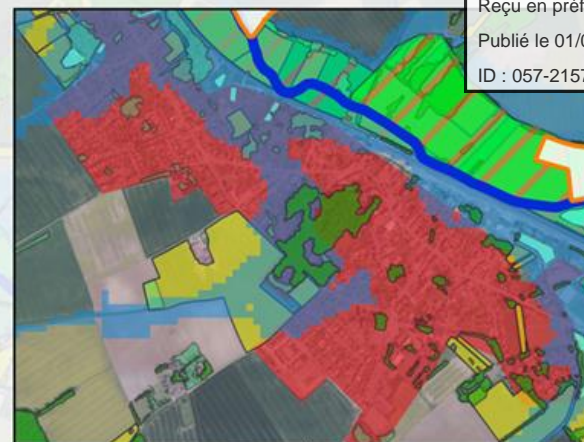 Reçu en préf
Publié le 01/0
ID : 057-2157